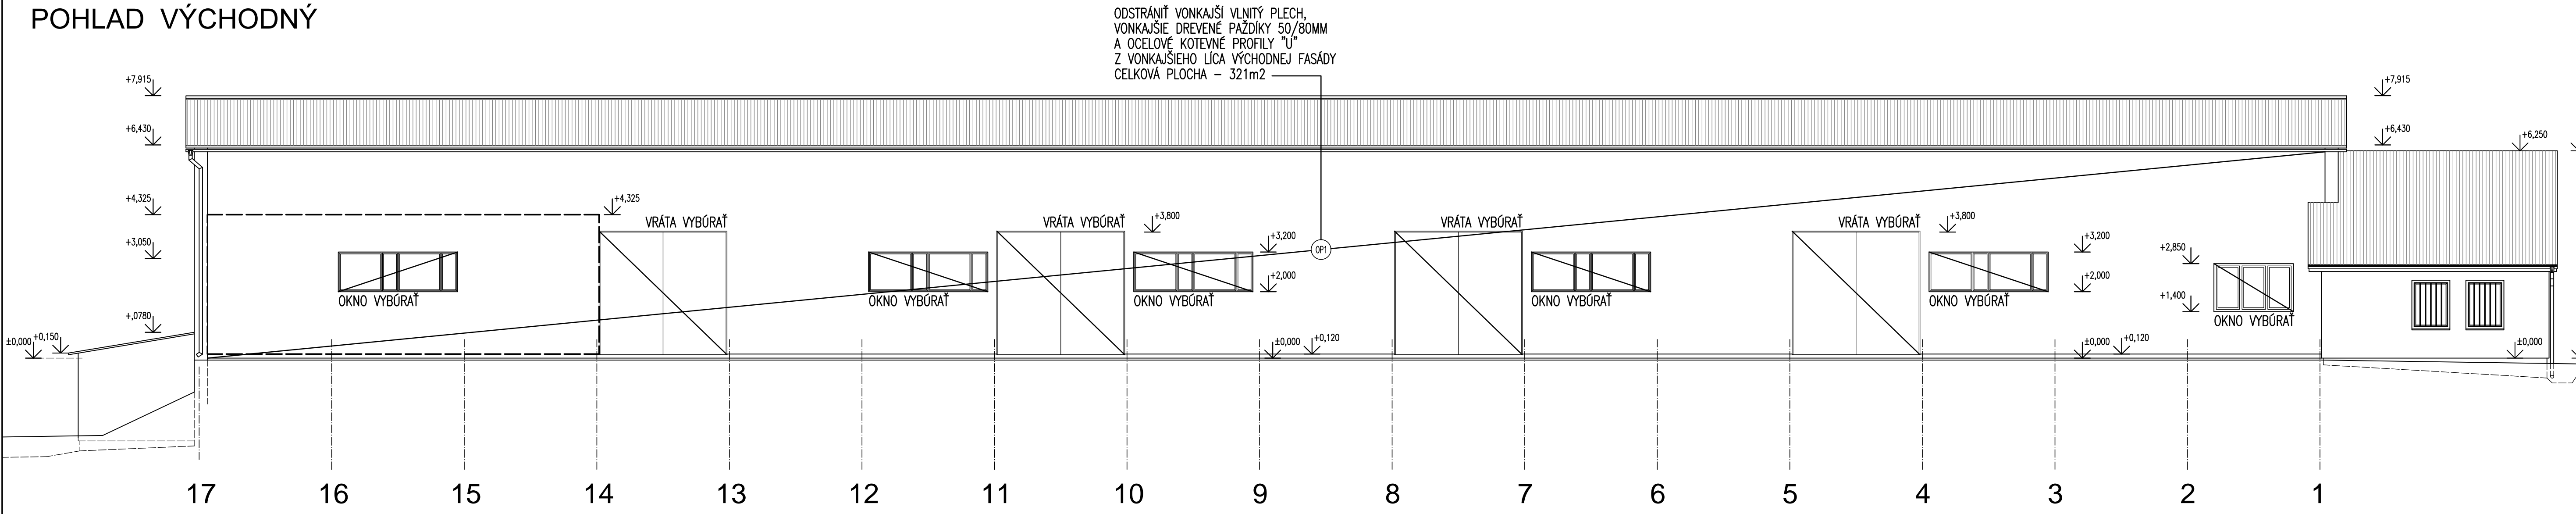 POHLAD VÝCHODNÝ
ODSTRÁNIŤ VONKAJŠÍ VLNITÝ PLECH,
VONKAJŠIE DREVENÉ PAŽDÍKY 50/80MM
A OCELOVÉ KOTEVNÉ PROFILY "U"
Z VONKAJŠIEHO LÍCA VÝCHODNEJ FASÁDY
CELKOVÁ PLOCHA – 321m2
+7,915
+7,915
+6,430
+6,430
+6,250
+4,325
+4,325
VRÁTA VYBÚRAŤ
VRÁTA VYBÚRAŤ
+3,800
VRÁTA VYBÚRAŤ
VRÁTA VYBÚRAŤ
+3,800
+3,050
+3,200
OP1
+3,200
+2,850
+2,000
+2,000
+1,400
OKNO VYBÚRAŤ
OKNO VYBÚRAŤ
OKNO VYBÚRAŤ
OKNO VYBÚRAŤ
OKNO VYBÚRAŤ
OKNO VYBÚRAŤ
+,0780
±0,000
+0,150
±0,000
+0,120
±0,000
+0,120
±0,000
17 16 15 14 13 12 11 10 9 8 7 6 5 4 3 2 1